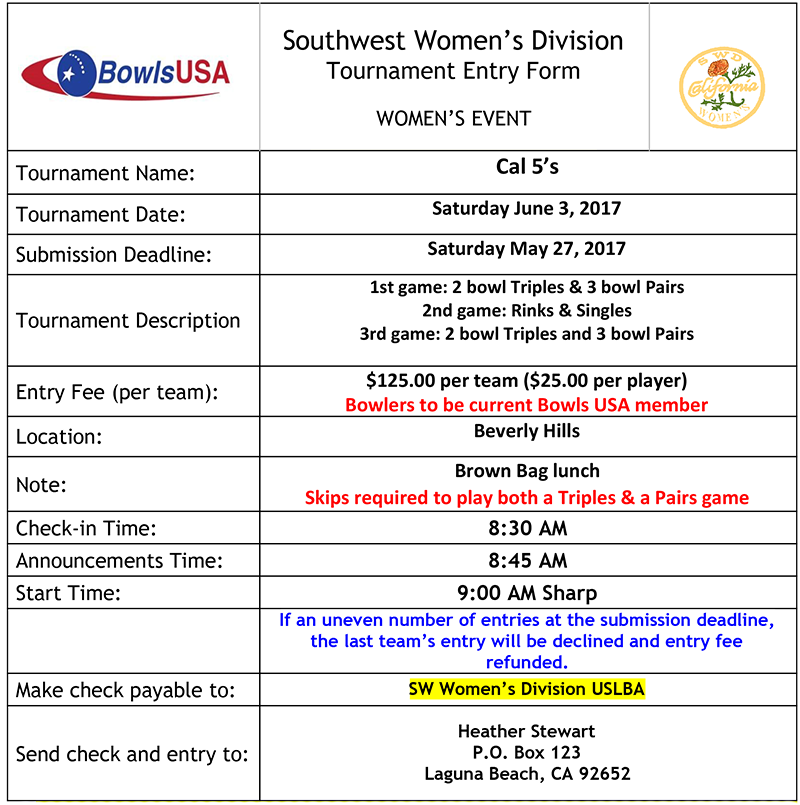 BowlsUSA
Southwest Women's Division
Tournament Entry Form
WOMEN'S EVENT
SWD
California
WOMEN'S
Tournament Name:
Cal 5's
Tournament Date:
Saturday June 3, 2017
Submission Deadline:
Saturday May 27, 2017
Tournament Description
1st game: 2 bowl Triples & 3 bowl Pairs
2nd game: Rinks & Singles
3rd game: 2 bowl Triples and 3 bowl Pairs
Entry Fee (per team):
$125.00 per team ($25.00 per player)
Bowlers to be current Bowls USA member
Location:
Beverly Hills
Note:
Brown Bag lunch
Skips required to play both a Triples & a Pairs game
Check-in Time:
8:30 AM
Announcements Time:
8:45 AM
Start Time:
9:00 AM Sharp
If an uneven number of entries at the submission deadline,
the last team's entry will be declined and entry fee
refunded.
Make check payable to:
SW Women's Division USLBA
Send check and entry to:
Heather Stewart
P.O. Box 123
Laguna Beach, CA 92652